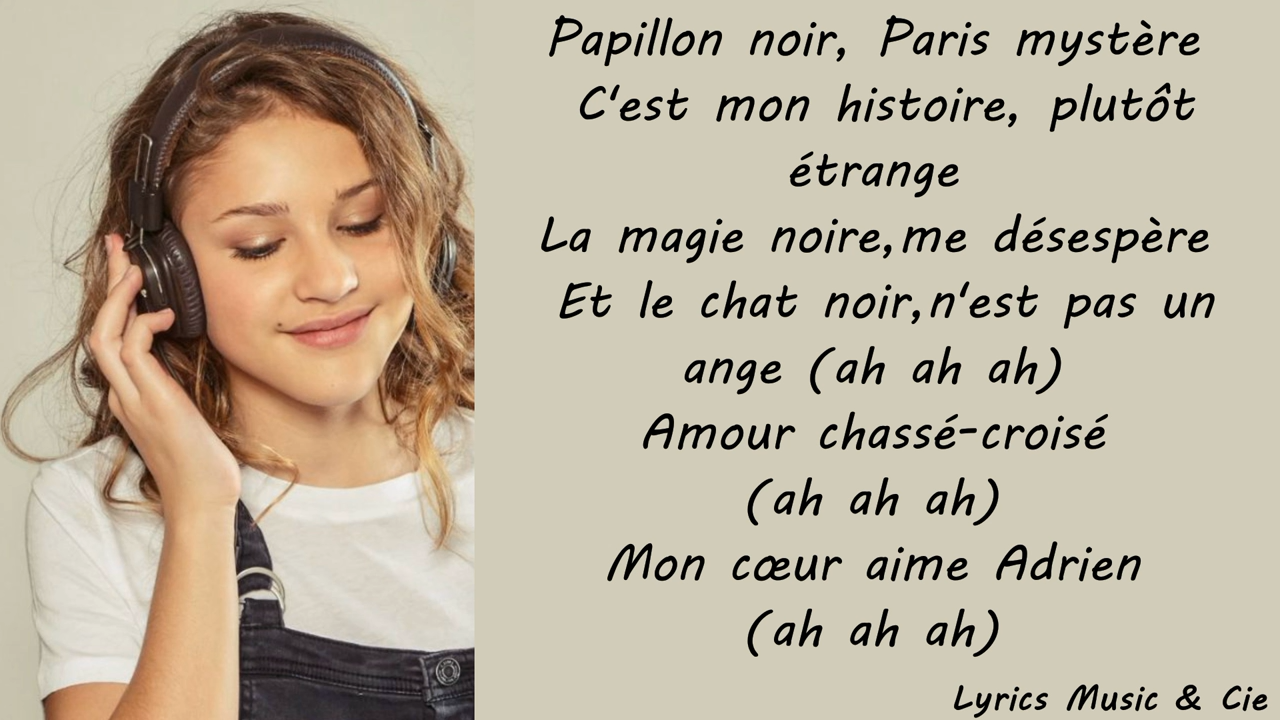 Papillon noir, Paris mystère
C'est mon histoire, plutôt
étrange
La magie noire,me désespère
Et le chat noir,n'est pas un
ange (ah ah ah)
Amour chassé-croisé
(ah ah ah)
Mon cœur aime Adrien
(ah ah ah)
Lyrics Music & Cie